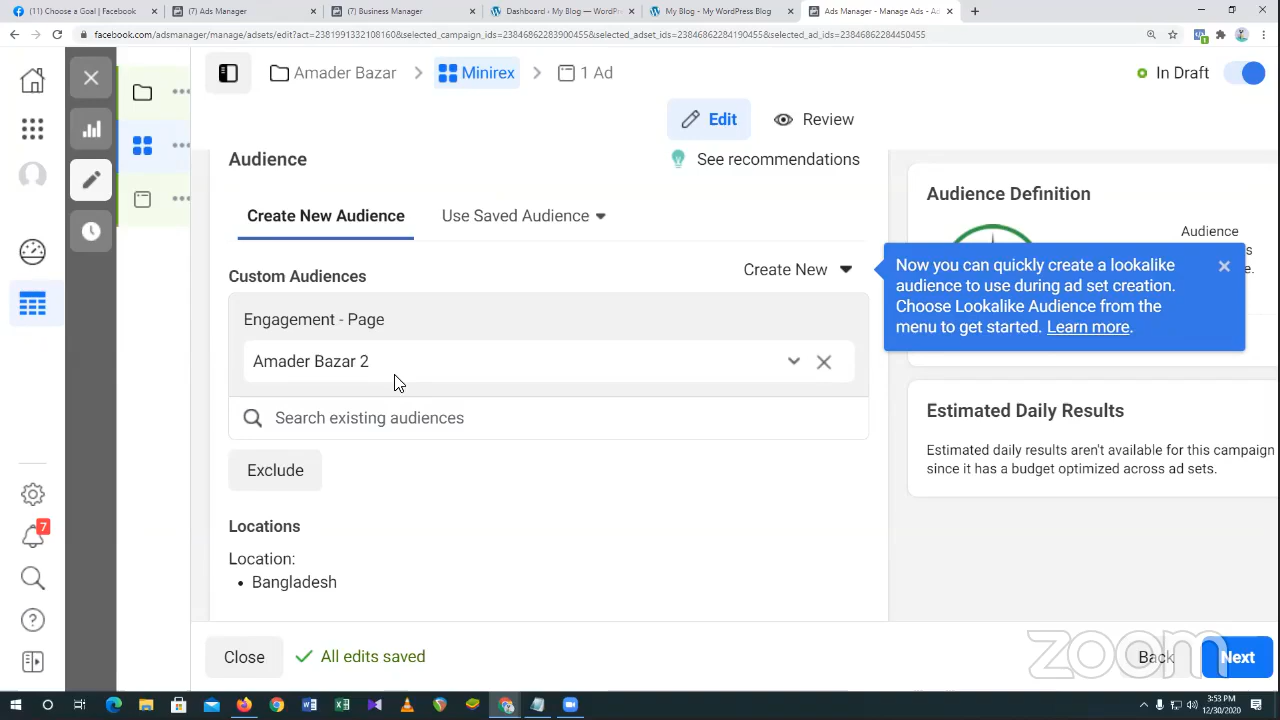 (11) Choose a Goal | Facebook
(7) Ads Manager
(7) Business Manager
Dashboard ‹ My Blog — WordPr
My Blog - My WordPress Blog
Ads Manager - Manage Ads - Ad
facebook.com/adsmanager/manage/adsets/edit?act=2381991332108160&selected_campaign_ids=23846862283900455&selected_adset_ids=23846862284190455&selected_ad_ids=23846862284450455
Amader Bazar
Minirex
1 Ad
In Draft
Edit
Review
Audience
See recommendations
Create New Audience
Use Saved Audience
Custom Audiences
Create New
Engagement - Page
Amader Bazar 2
Search existing audiences
Exclude
Locations
Location:
• Bangladesh
Audience Definition
Audience
Now you can quickly create a lookalike
audience to use during ad set creation.
Choose Lookalike Audience from the
menu to get started. Learn more.
Estimated Daily Results
Estimated daily results aren't available for this campaign
since it has a budget optimized across ad sets.
7
Close
All edits saved
Back
Next
zoom
3:53 PM
12/30/2020